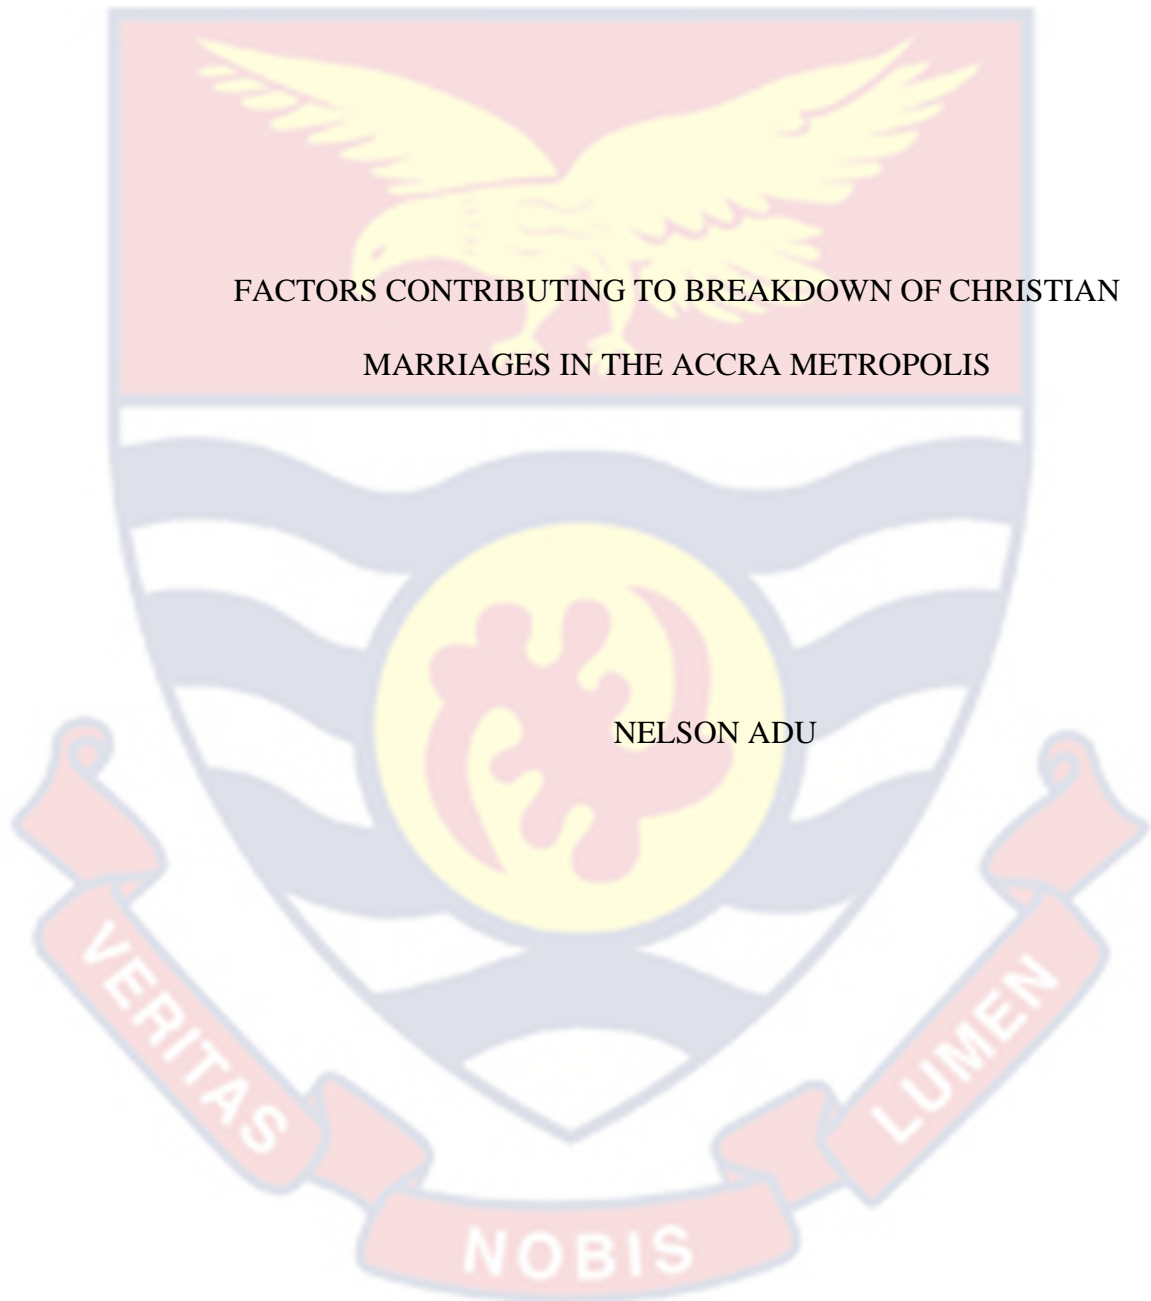 FACTORS CONTRIBUTING TO BREAKDOWN OF CHRISTIAN
MARRIAGES IN THE ACCRA METROPOLIS
NELSON ADU
VERITAS
NOBIS
LUMEN